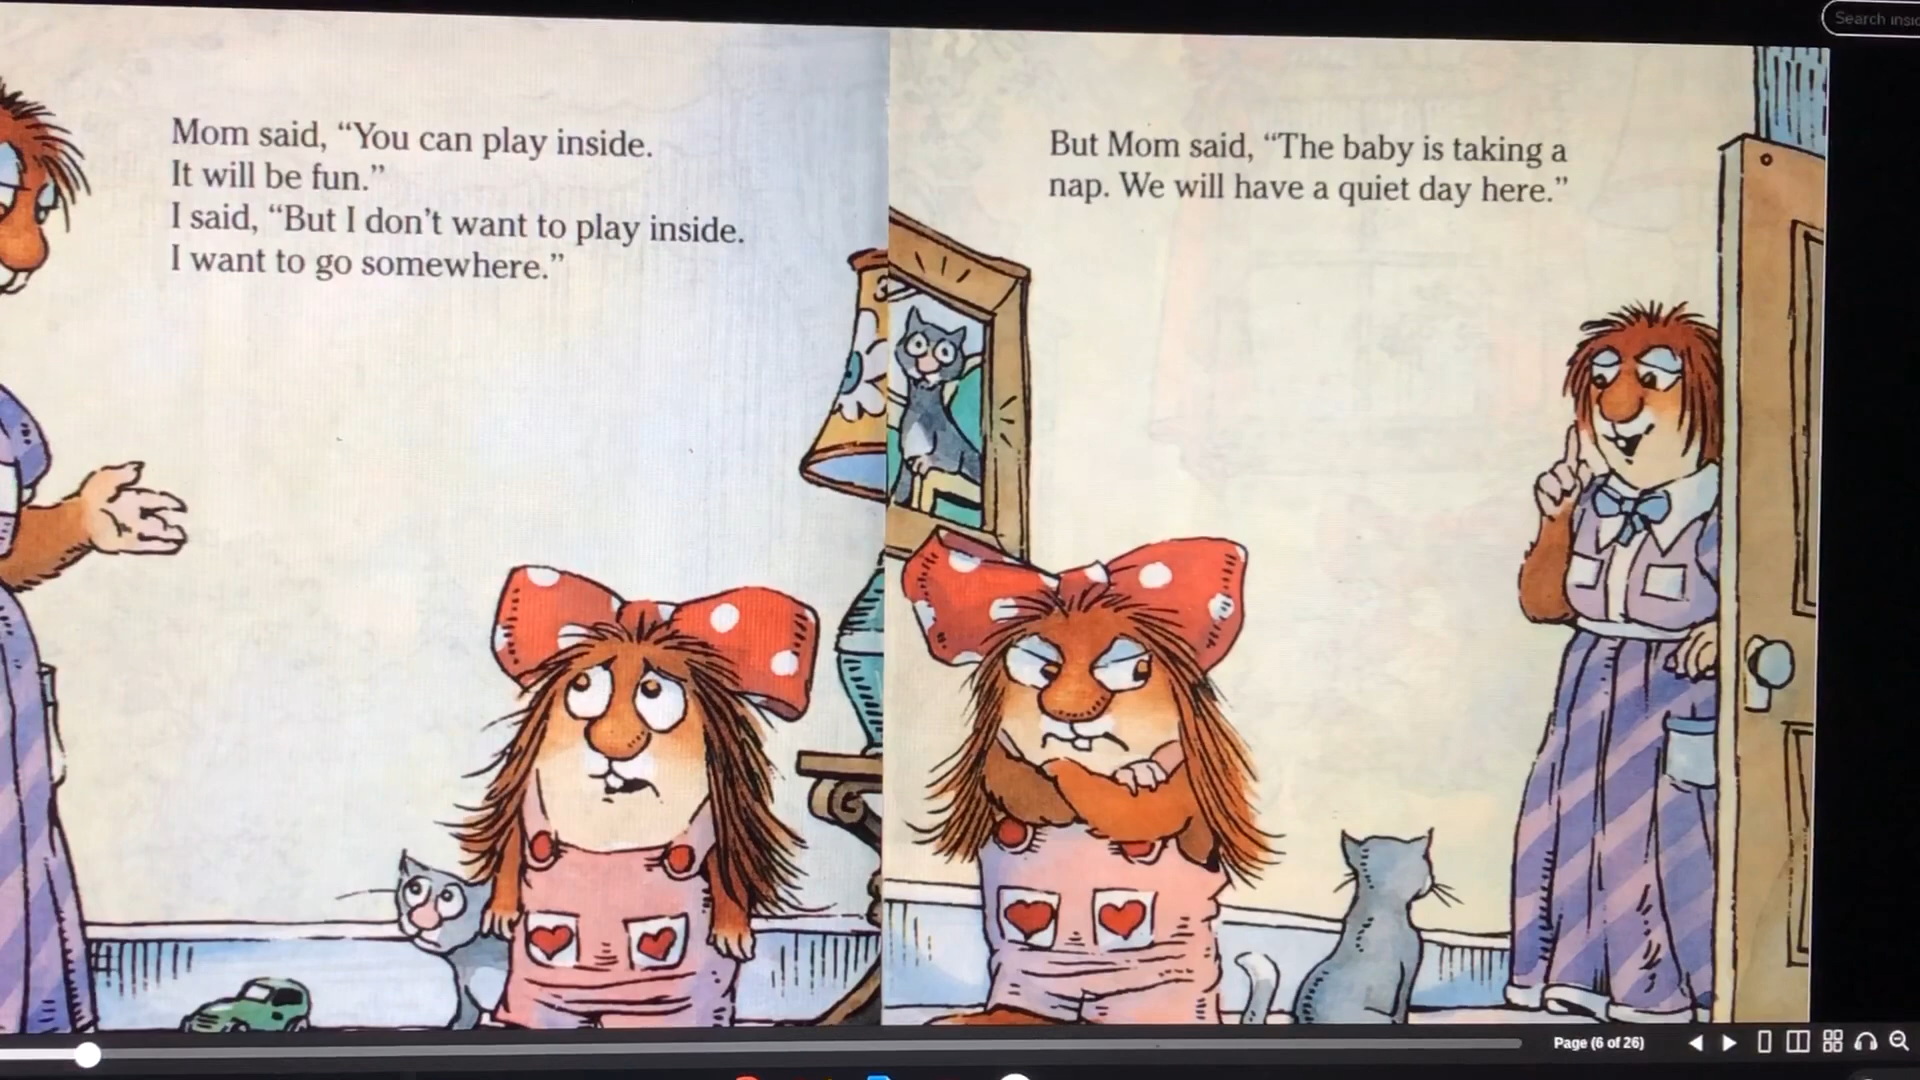 Search insi
Mom said, “You can play inside.
It will be fun.”
I said, “But I don’t want to play inside.
I want to go somewhere.”
But Mom said, “The baby is taking a
nap. We will have a quiet day here.”
Page (6 of 26)